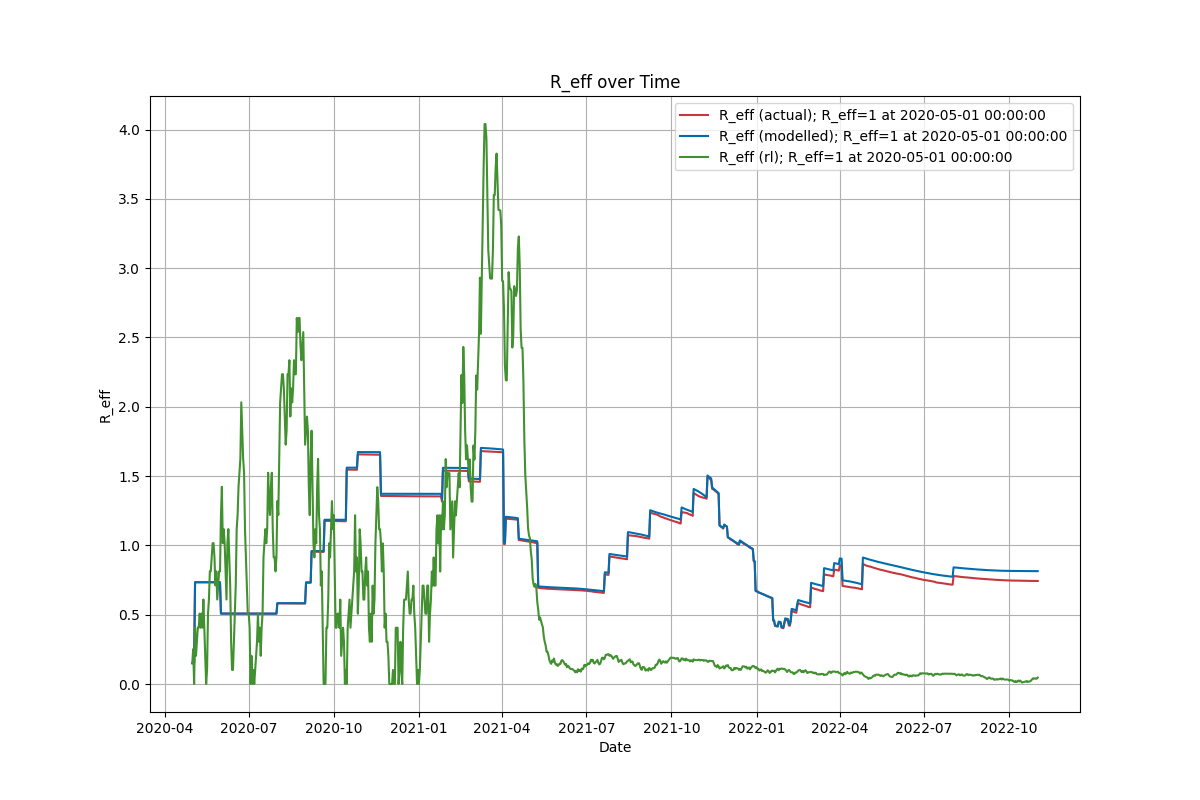 R_eff over Time
R_eff (actual); R_eff=1 at 2020-05-01 00:00:00
R_eff (modelled); R_eff=1 at 2020-05-01 00:00:00
R_eff (rl); R_eff=1 at 2020-05-01 00:00:00
R_eff
4.0
3.5
3.0
2.5
2.0
1.5
1.0
0.5
0.0
2020-04 2020-07 2020-10 2021-01 2021-04 2021-07 2021-10 2022-01 2022-04 2022-07 2022-10
Date